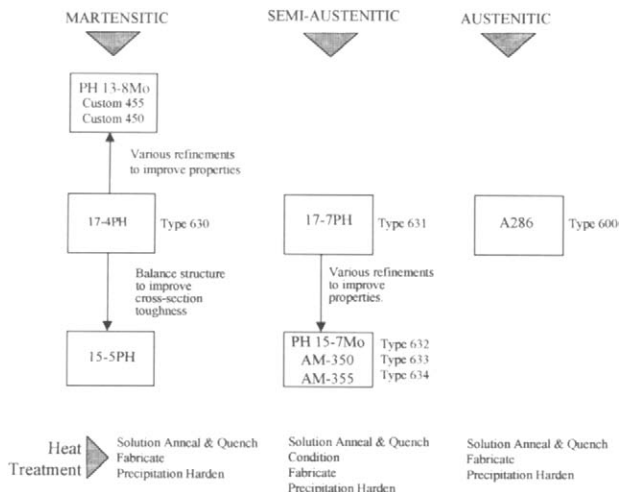 MARTENSITIC
SEMI-AUSTENITIC
AUSTENITIC
PH 13-8Mo
Custom 455
Custom 450
Various refinements
to improve properties
17-4PH
Type 630
17-7PH
Type 631
A286
Type 600
Balance structure
to improve
cross-section
toughness
Various refinements
to improve
properties.
15-5PH
PH 15-7Mo
AM-350
AM-355
Type 632
Type 633
Type 634
Heat
Treatment
Solution Anneal & Quench
Fabricate
Precipitation Harden
Solution Anneal & Quench
Condition
Fabricate
Precipitation Harden
Solution Anneal & Quench
Fabricate
Precipitation Harden